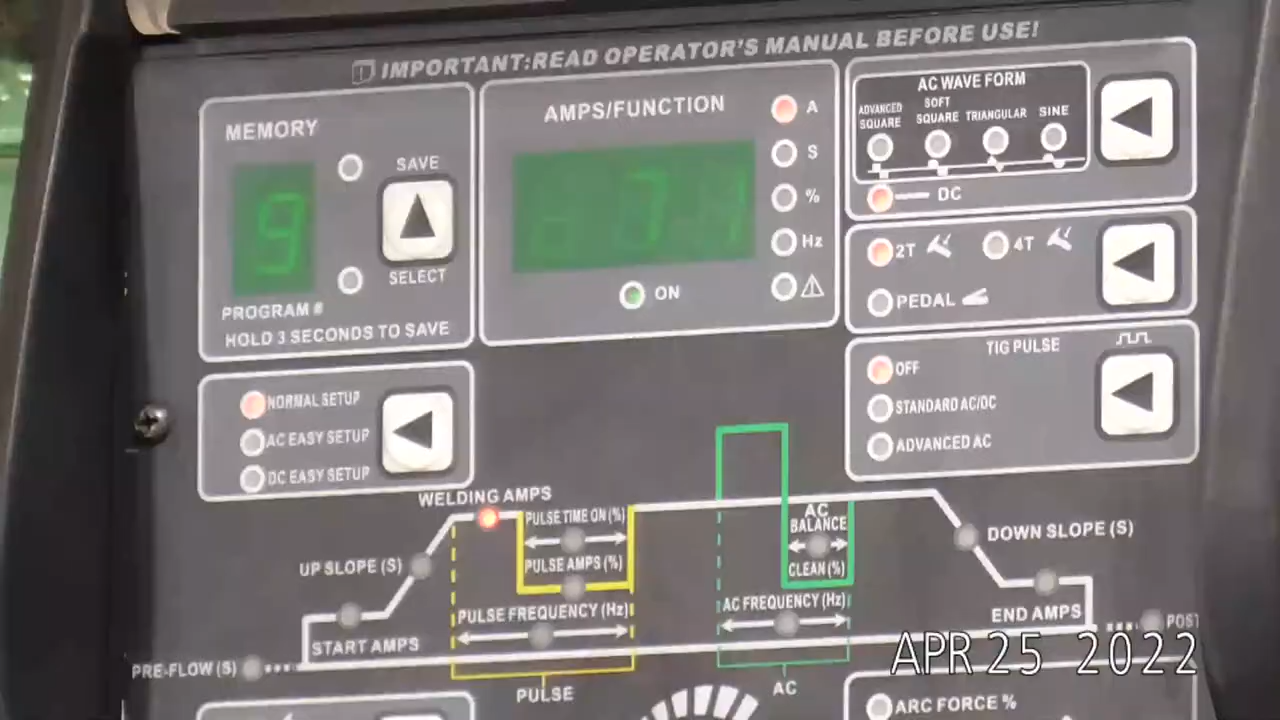 IMPORTANT:READ OPERATOR'S MANUAL BEFORE USE!
MEMORY
SAVE
9
SELECT
PROGRAM #
HOLD 3 SECONDS TO SAVE
AMPS/FUNCTION
A
S
%
Hz
ON
AC WAVE FORM
ADVANCED SQUARE
SOFT SQUARE
TRIANGULAR
SINE
DC
2T
4T
PEDAL
TIG PULSE
OFF
STANDARD AC/DC
ADVANCED AC
NORMAL SETUP
AC EASY SETUP
DC EASY SETUP
WELDING AMPS
PULSE TIME ON (%)
PULSE AMPS (%)
PULSE FREQUENCY (Hz)
UP SLOPE (S)
START AMPS
PRE-FLOW (S)
PULSE
AC BALANCE
CLEAN (%)
AC FREQUENCY (Hz)
AC
DOWN SLOPE (S)
END AMPS
POST
ARC FORCE %
APR 25 2022